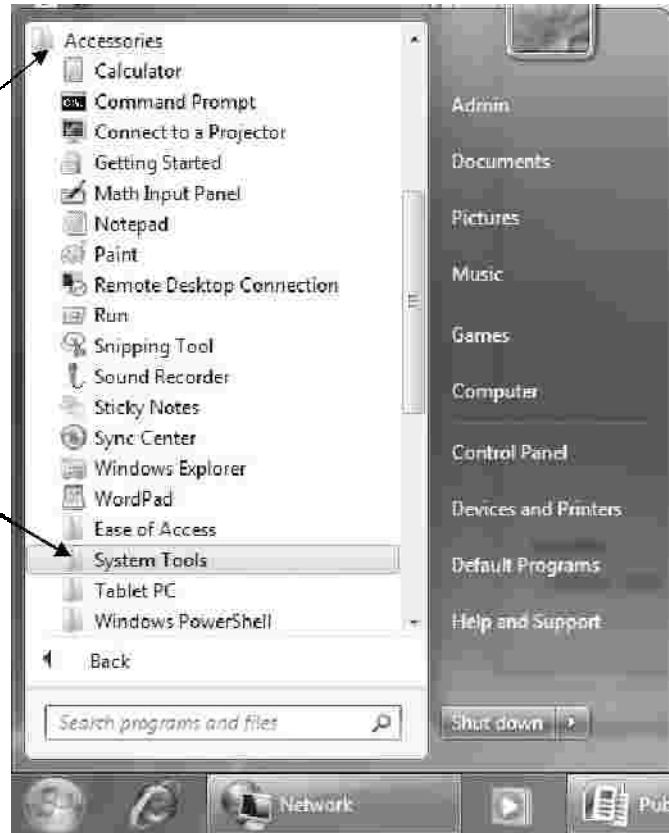 Accessories
Calculator
Command Prompt
Connect to a Projector
Getting Started
Math Input Panel
Notepad
Paint
Remote Desktop Connection
Run
Snipping Tool
Sound Recorder
Sticky Notes
Sync Center
Windows Explorer
WordPad
Ease of Access
System Tools
Tablet PC
Windows PowerShell
Back
Search programs and files
Admin
Documents
Pictures
Music
Games
Computer
Control Panel
Devices and Printers
Default Programs
Help and Support
Shut down
Network
Pub